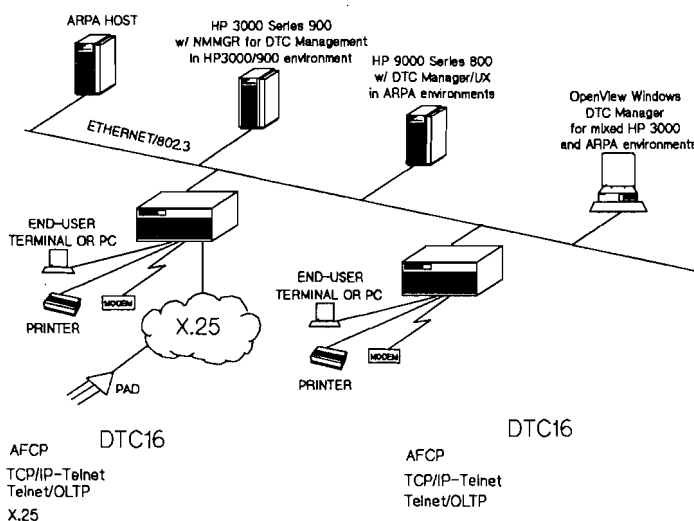 ARPA HOST
HP 3000 Series 900
w/ NMMGR for DTC Management
in HP3000/900 environment
HP 9000 Series 800
w/ DTC Manager/UX
in ARPA environments
OpenView Windows
DTC Manager
for mixed HP 3000
and ARPA environments
ETHERNET/802.3
END-USER
TERMINAL OR PC
PRINTER
MODEM
X.25
PAD
END-USER
TERMINAL OR PC
PRINTER
MODEM
DTC16
AFCP
TCP/IP-Telnet
Telnet/OLTP
X.25
DTC16
AFCP
TCP/IP-Telnet
Telnet/OLTP